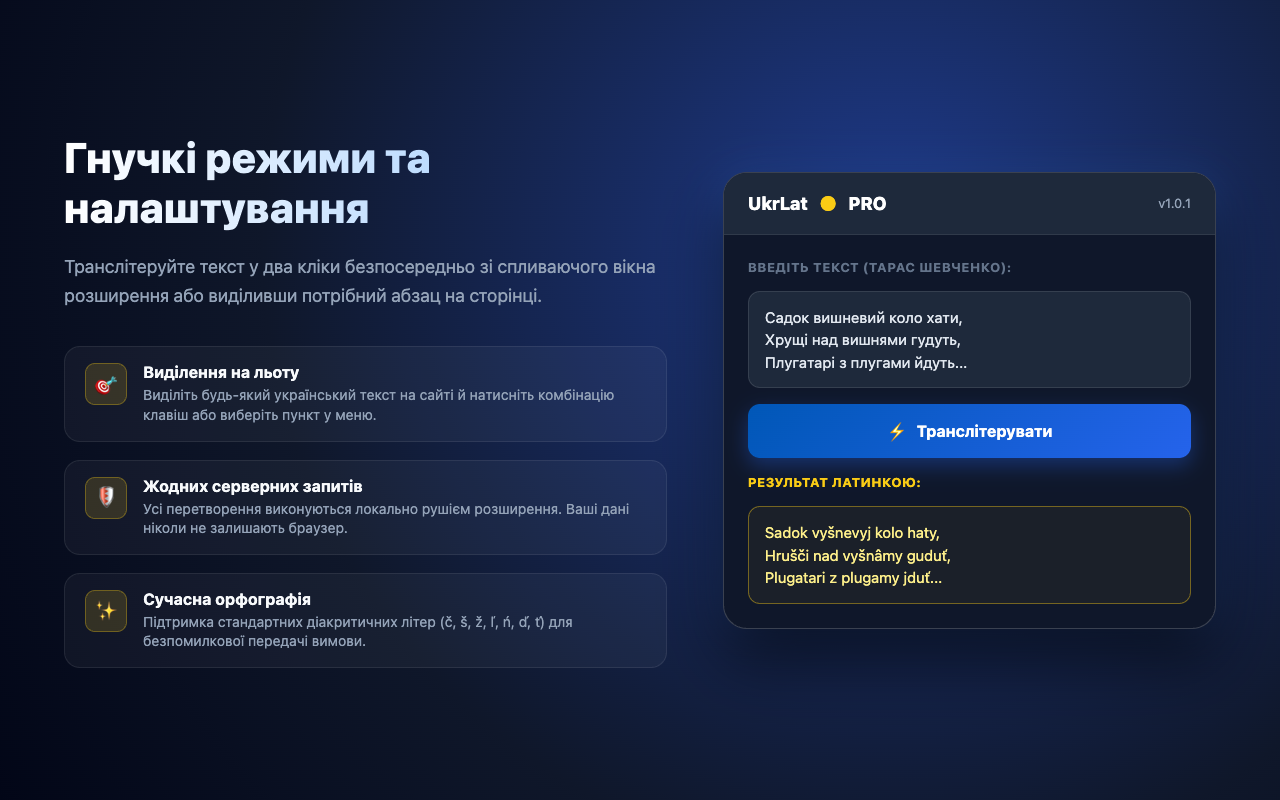 Гнучкі режими та
налаштування
Транслітеруйте текст у два кліки безпосередньо зі спливаючого вікна
розширення або виділивши потрібний абзац на сторінці.
Виділення на льоту
Виділіть будь-який український текст на сайті й натисніть комбінацію
клавіш або виберіть пункт у меню.
Жодних серверних запитів
Усі перетворення виконуються локально рушієм розширення. Ваші дані
ніколи не залишають браузер.
Сучасна орфографія
Підтримка стандартних діакритичних літер (č, š, ž, ľ, ń, ď, ť) для
безпомилкової передачі вимови.
UkrLat PRO
v1.0.1
ВВЕДІТЬ ТЕКСТ (ТАРАС ШЕВЧЕНКО):
Садок вишневий коло хати,
Хрущі над вишнями гудуть,
Плугатарі з плугами йдуть...
⚡ Транслітерувати
РЕЗУЛЬТАТ ЛАТИНКОЮ:
Sadok vyšnevyj kolo haty,
Hrušči nad vyšnâmy guduť,
Plugatari z plugamy jduť...